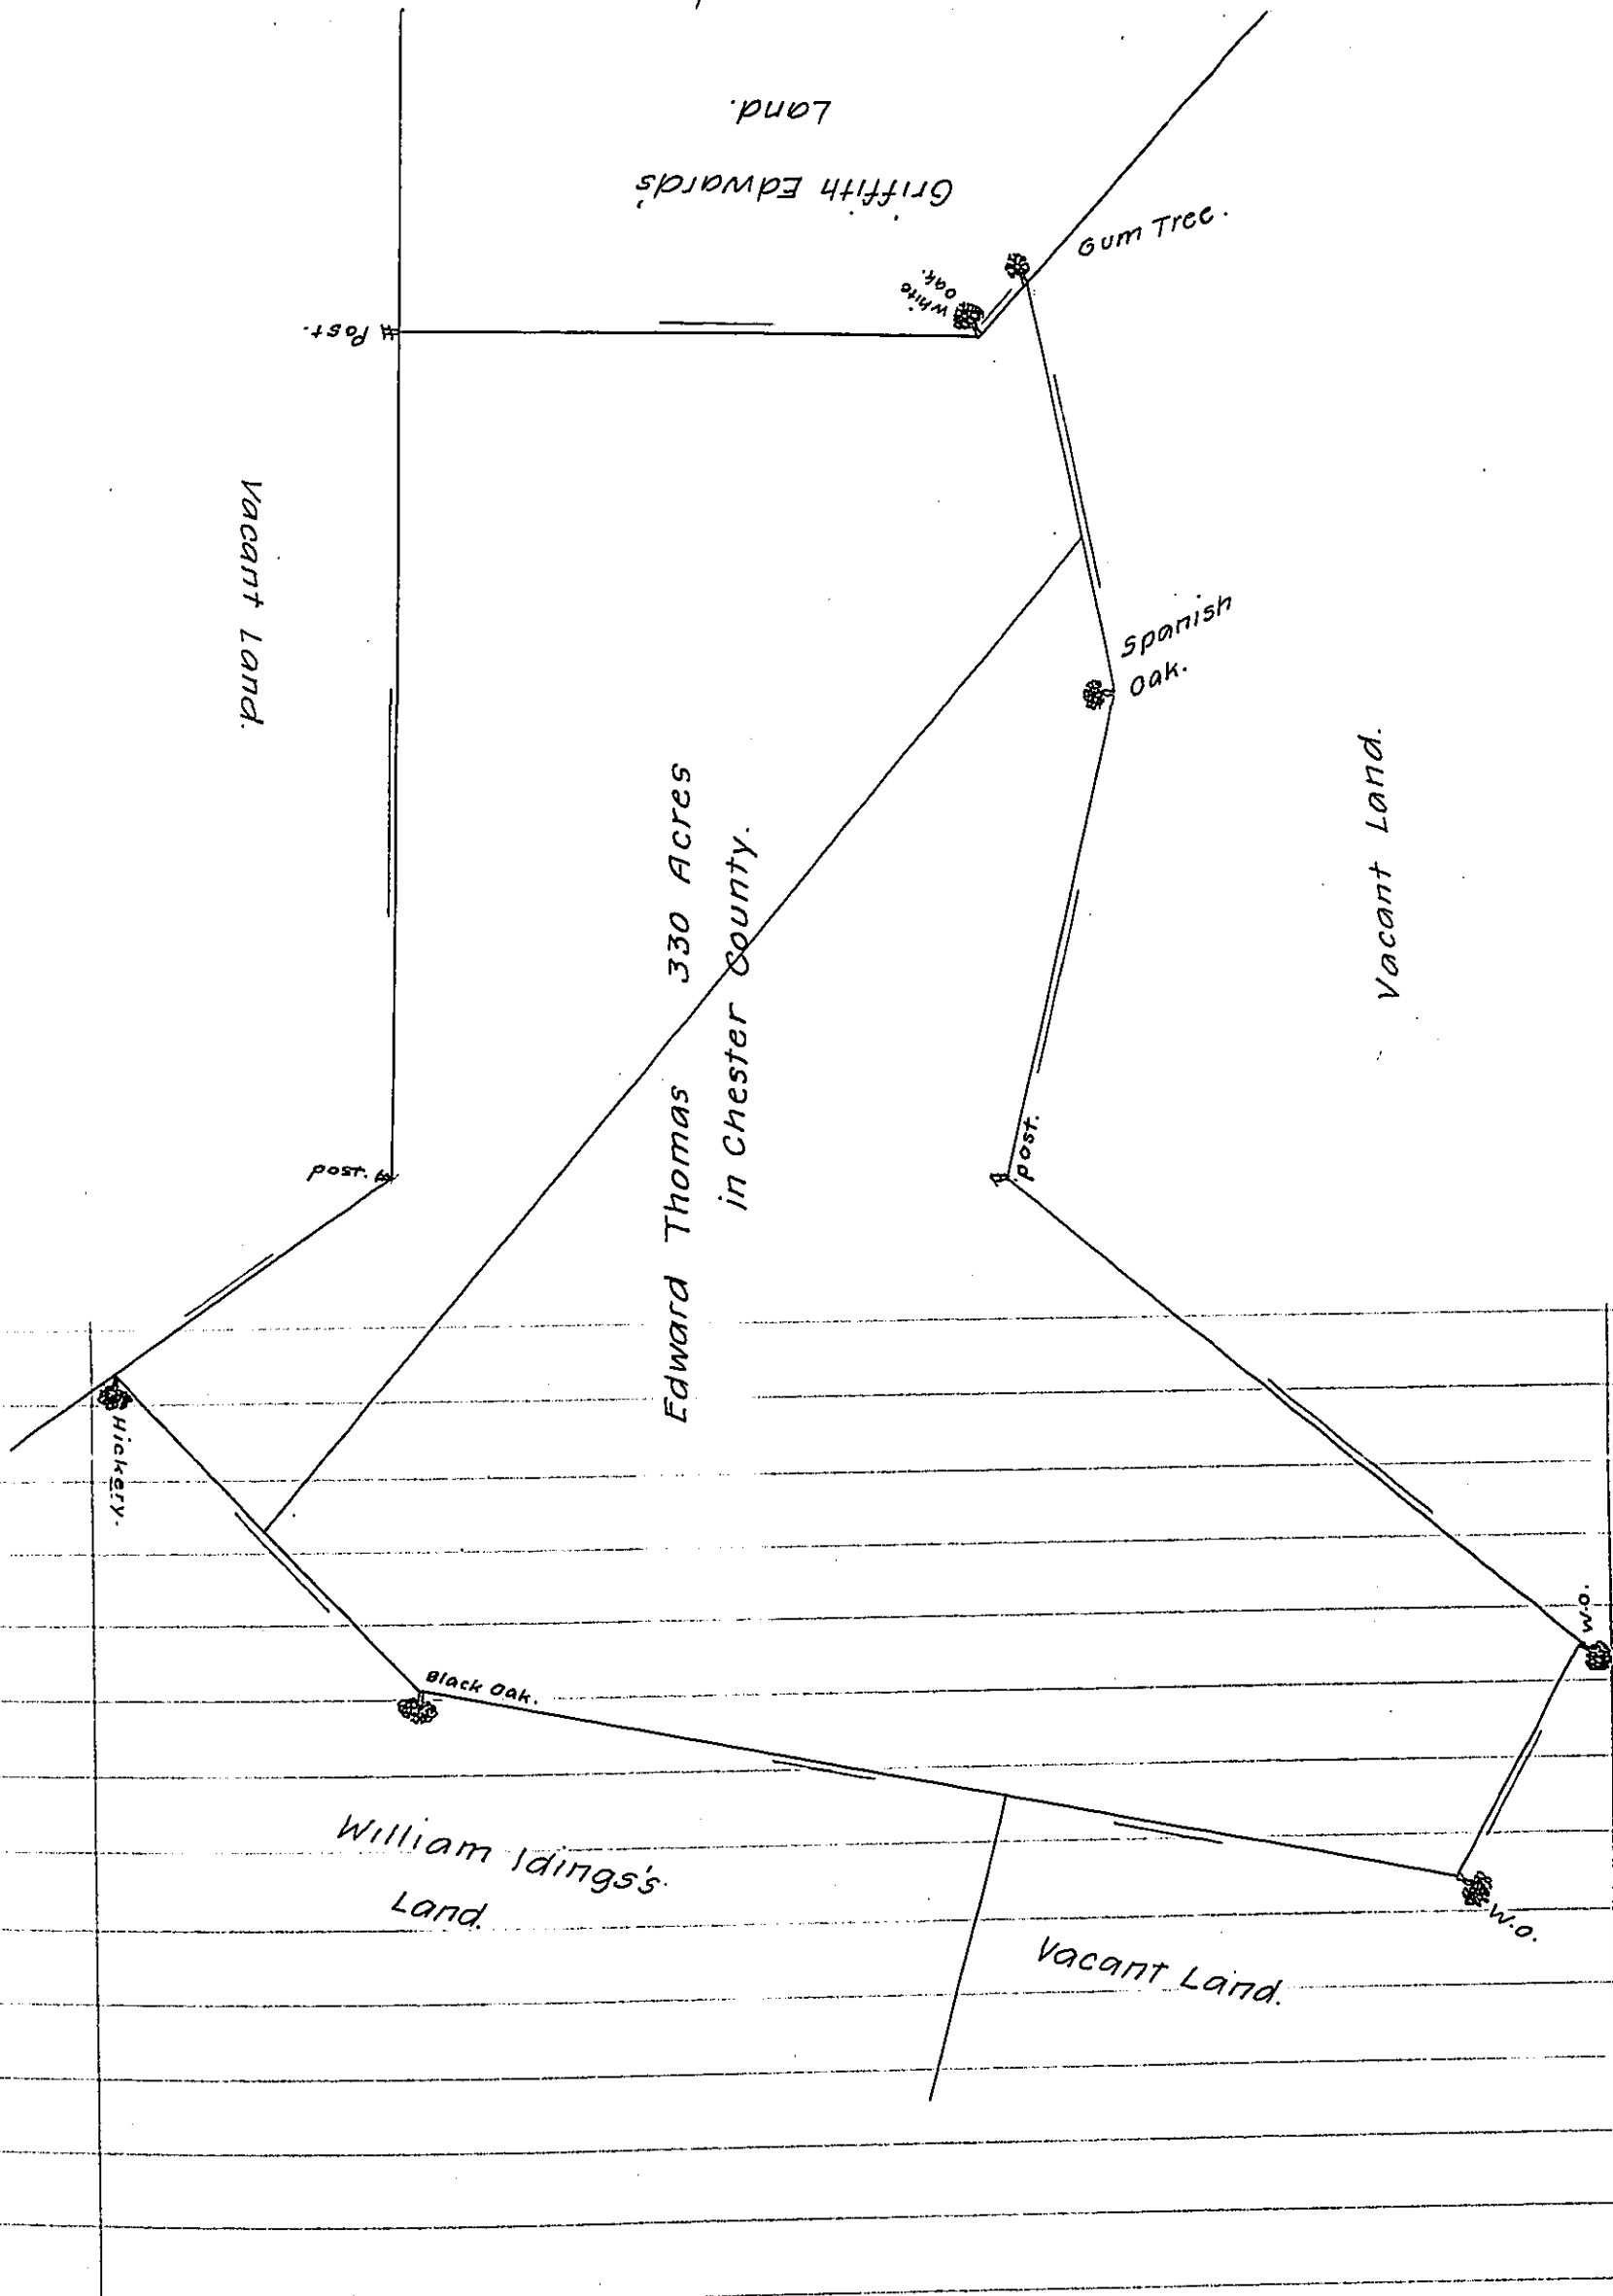 Griffith Edwards'
Land.
White
Oak.
Gum Tree.
Post.
Vacant Land.
Spanish
Oak.
Vacant Land.
Edward Thomas 330 Acres
in Chester County.
post.
post.
Hickery.
W.O.
Black Oak.
William Idings's
Land.
W.O.
Vacant Land.